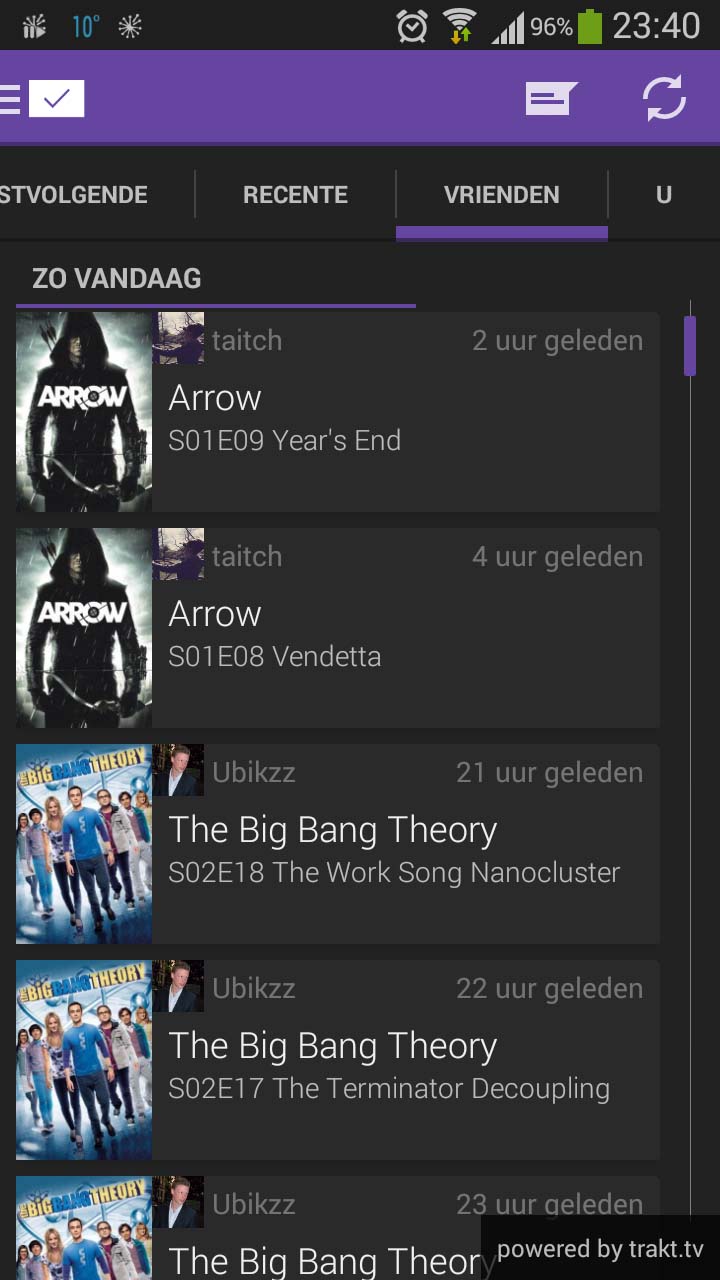 10° 96% 23:40
STVOLGENDE RECENTE VRIENDEN U
ZO VANDAAG
ARROW
taitch 2 uur geleden
Arrow
S01E09 Year's End
ARROW
taitch 4 uur geleden
Arrow
S01E08 Vendetta
THE BIG BANG THEORY
Ubikzz 21 uur geleden
The Big Bang Theory
S02E18 The Work Song Nanocluster
THE BIG BANG THEORY
Ubikzz 22 uur geleden
The Big Bang Theory
S02E17 The Terminator Decoupling
THE BIG BANG THEORY
Ubikzz 23 uur geleden
The Big Bang Theory
powered by trakt.tv